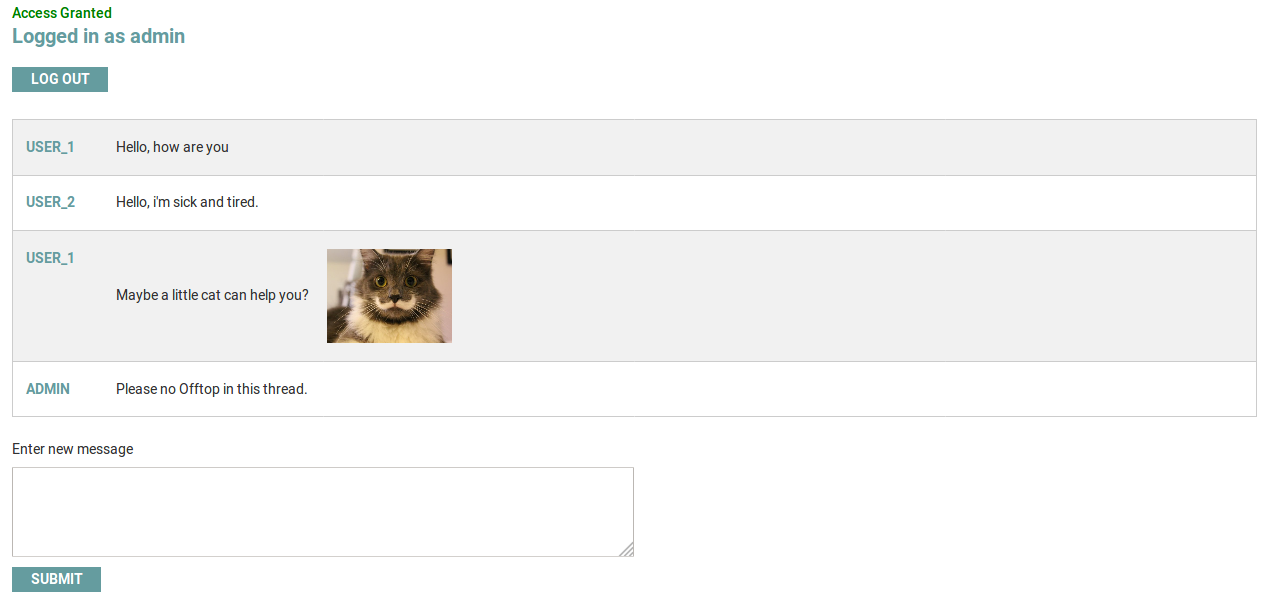 Access Granted
Logged in as admin
LOG OUT
USER_1 Hello, how are you
USER_2 Hello, i'm sick and tired.
USER_1
Maybe a little cat can help you?
ADMIN Please no Offtop in this thread.
Enter new message
SUBMIT